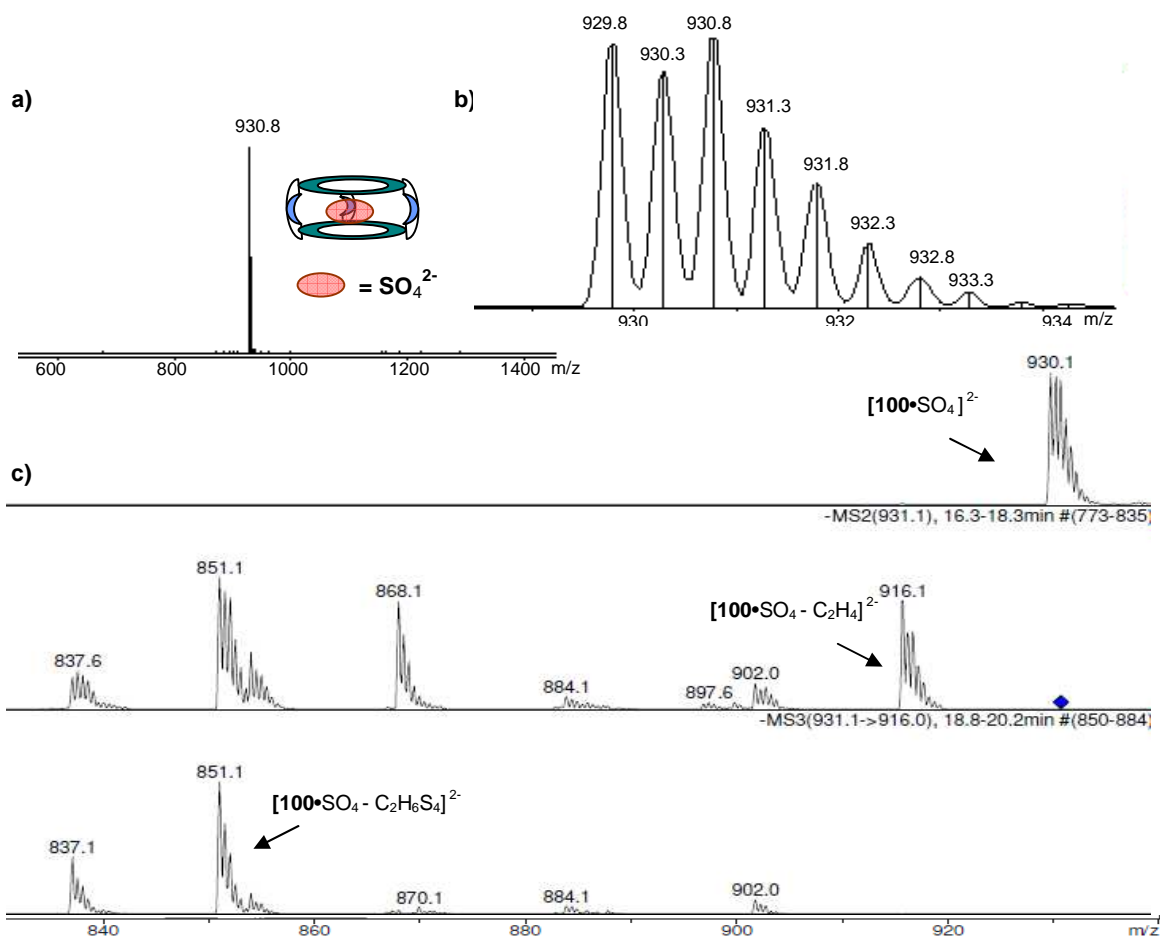 a)
930.8
= SO₄²⁻
600 800 1000 1200 1400 m/z
b)
929.8
930.3
930.8
931.3
931.8
932.3
932.8
933.3
930 932 934 m/z
c)
930.1
[100•SO₄]²⁻
-MS2(931.1), 16.3-18.3min #(773-835)
837.6
851.1
868.1
884.1
897.6
902.0
916.1
[100•SO₄ - C₂H₄]²⁻
-MS3(931.1->916.0), 18.8-20.2min #(850-884)
837.1
851.1
[100•SO₄ - C₂H₆S₄]²⁻
870.1
884.1
902.0
840 860 880 900 920 m/z